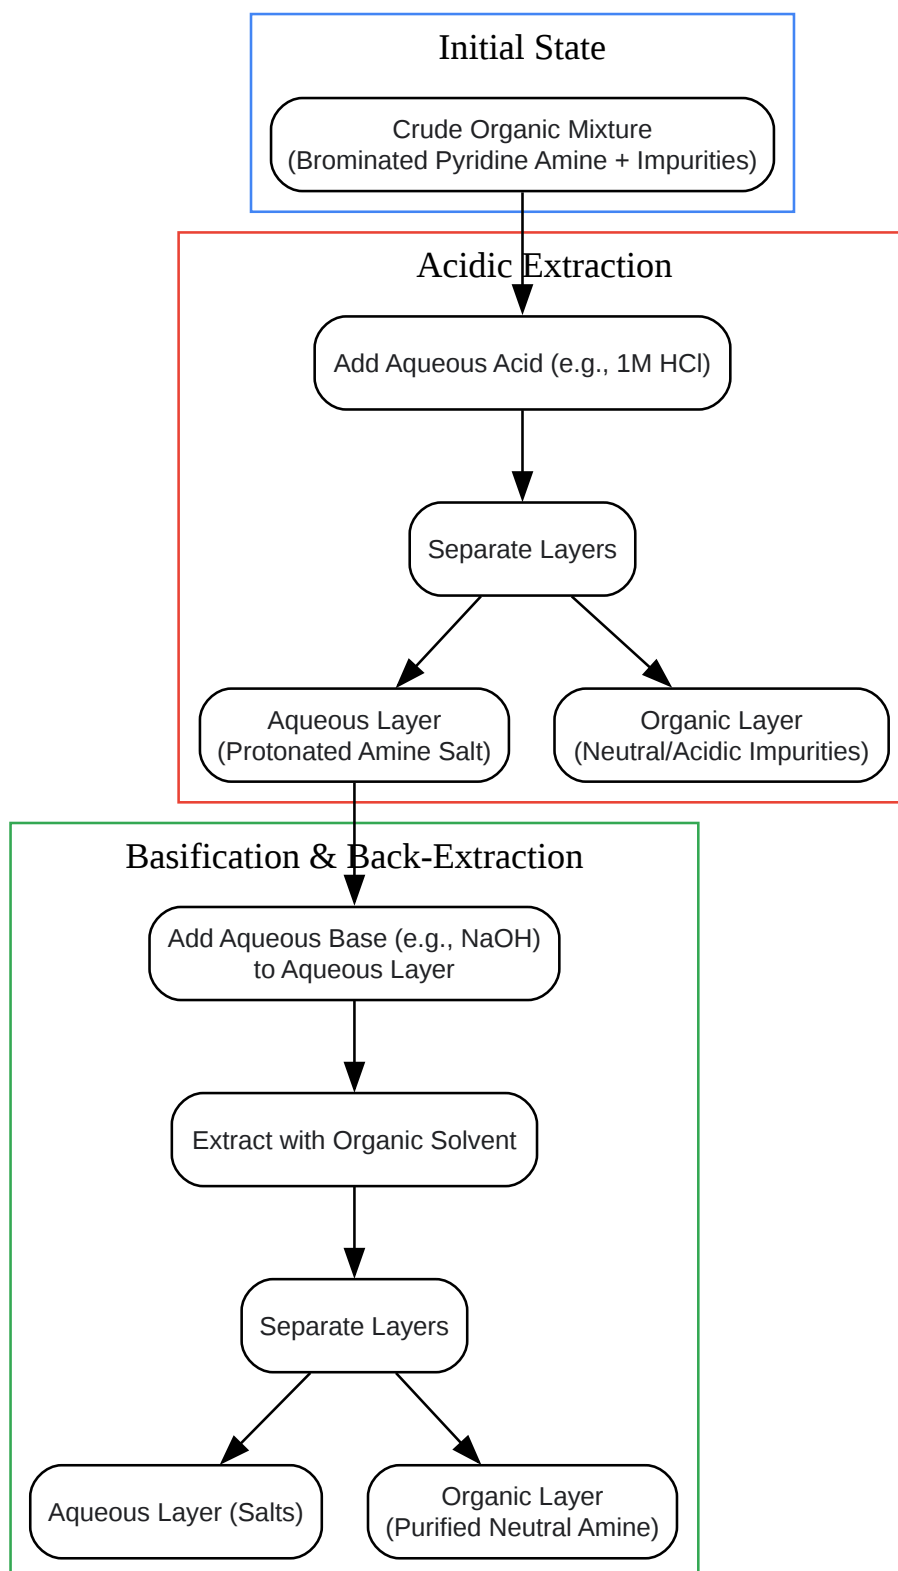 Initial State
Crude Organic Mixture
(Brominated Pyridine Amine + Impurities)
Acidic Extraction
Add Aqueous Acid (e.g., 1M HCl)
Separate Layers
Aqueous Layer
(Protonated Amine Salt)
Organic Layer
(Neutral/Acidic Impurities)
Basification & Back-Extraction
Add Aqueous Base (e.g., NaOH)
to Aqueous Layer
Extract with Organic Solvent
Separate Layers
Aqueous Layer (Salts)
Organic Layer
(Purified Neutral Amine)